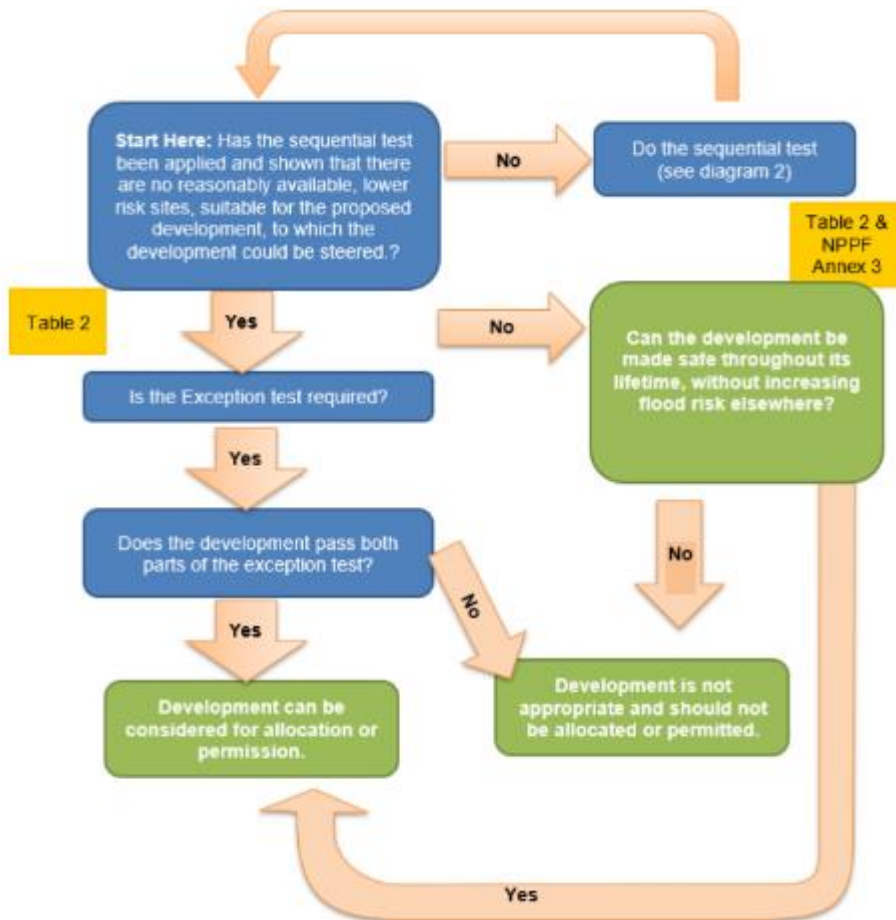 Start Here: Has the sequential test
been applied and shown that there
are no reasonably available, lower
risk sites, suitable for the proposed
development, to which the
development could be steered.?
No
Do the sequential test
(see diagram 2)
Table 2 &
NPPF
Annex 3
Table 2
Yes
No
Can the development be
made safe throughout its
lifetime, without increasing
flood risk elsewhere?
Is the Exception test required?
Yes
Does the development pass both
parts of the exception test?
No
No
Yes
Development can be
considered for allocation or
permission.
Development is not
appropriate and should not
be allocated or permitted.
Yes